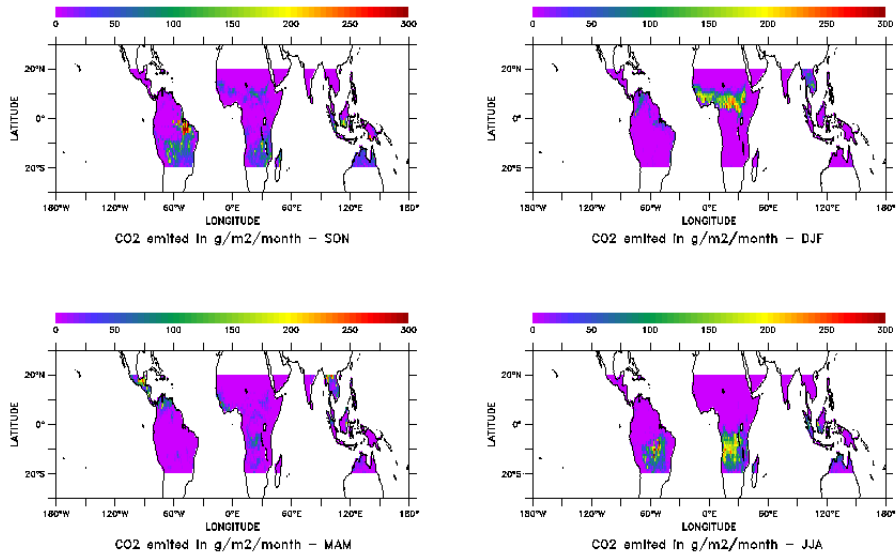 0 50 100 150 200 250 300
0 50 100 150 200 250 300
20°N
0°
20°S
LATITUDE
180°W 120°W 60°W 0°E 60°E 120°E 180°
LONGITUDE
CO2 emited in g/m2/month - SON
20°N
0°
20°S
LATITUDE
180°W 120°W 60°W 0°E 60°E 120°E 180°
LONGITUDE
CO2 emited in g/m2/month - DJF
0 50 100 150 200 250 300
0 50 100 150 200 250 300
20°N
0°
20°S
LATITUDE
180°W 120°W 60°W 0°E 60°E 120°E 180°
LONGITUDE
CO2 emited in g/m2/month - MAM
20°N
0°
20°S
LATITUDE
180°W 120°W 60°W 0°E 60°E 120°E 180°
LONGITUDE
CO2 emited in g/m2/month - JJA